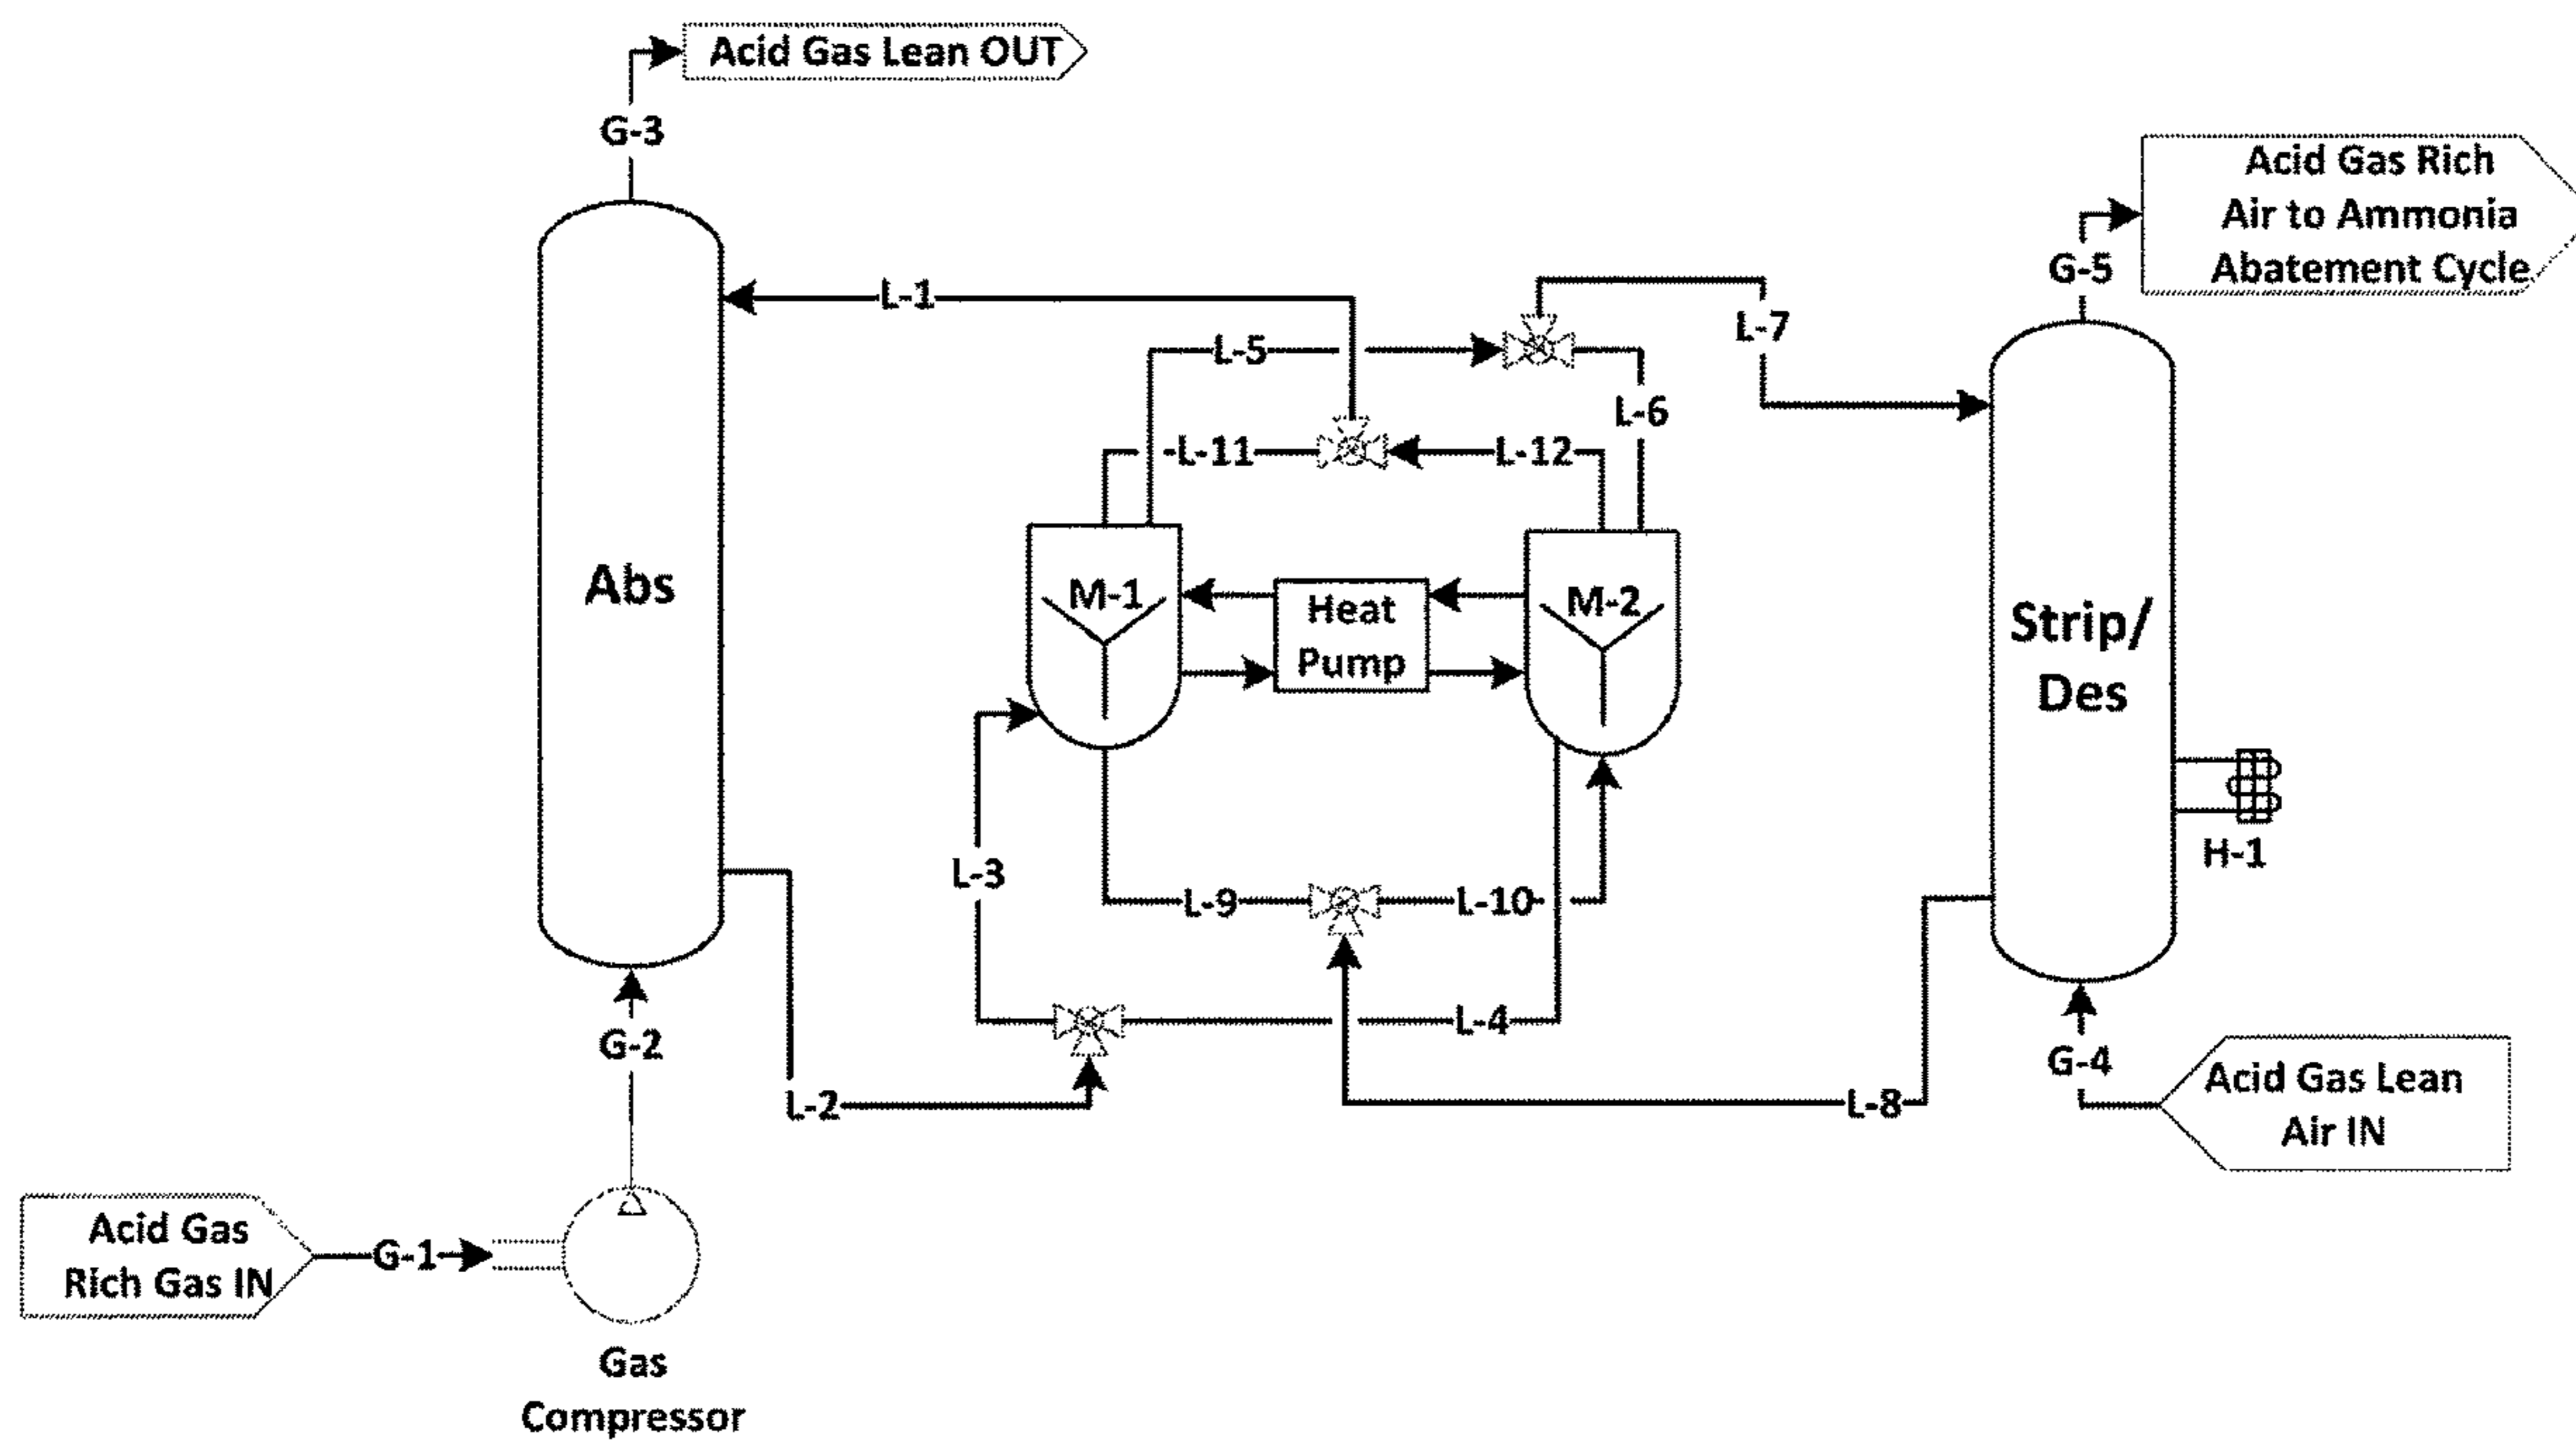 Acid Gas Lean OUT
G-3
Acid Gas Rich
Air to Ammonia
Abatement Cycle
G-5
L-1
L-7
L-5
L-6
L-11
L-12
Abs
M-1
Heat
Pump
M-2
Strip/
Des
H-1
L-3
L-9
L-10
G-2
L-4
G-4
Acid Gas Lean
Air IN
L-2
L-8
Acid Gas
Rich Gas IN
G-1
Gas
Compressor